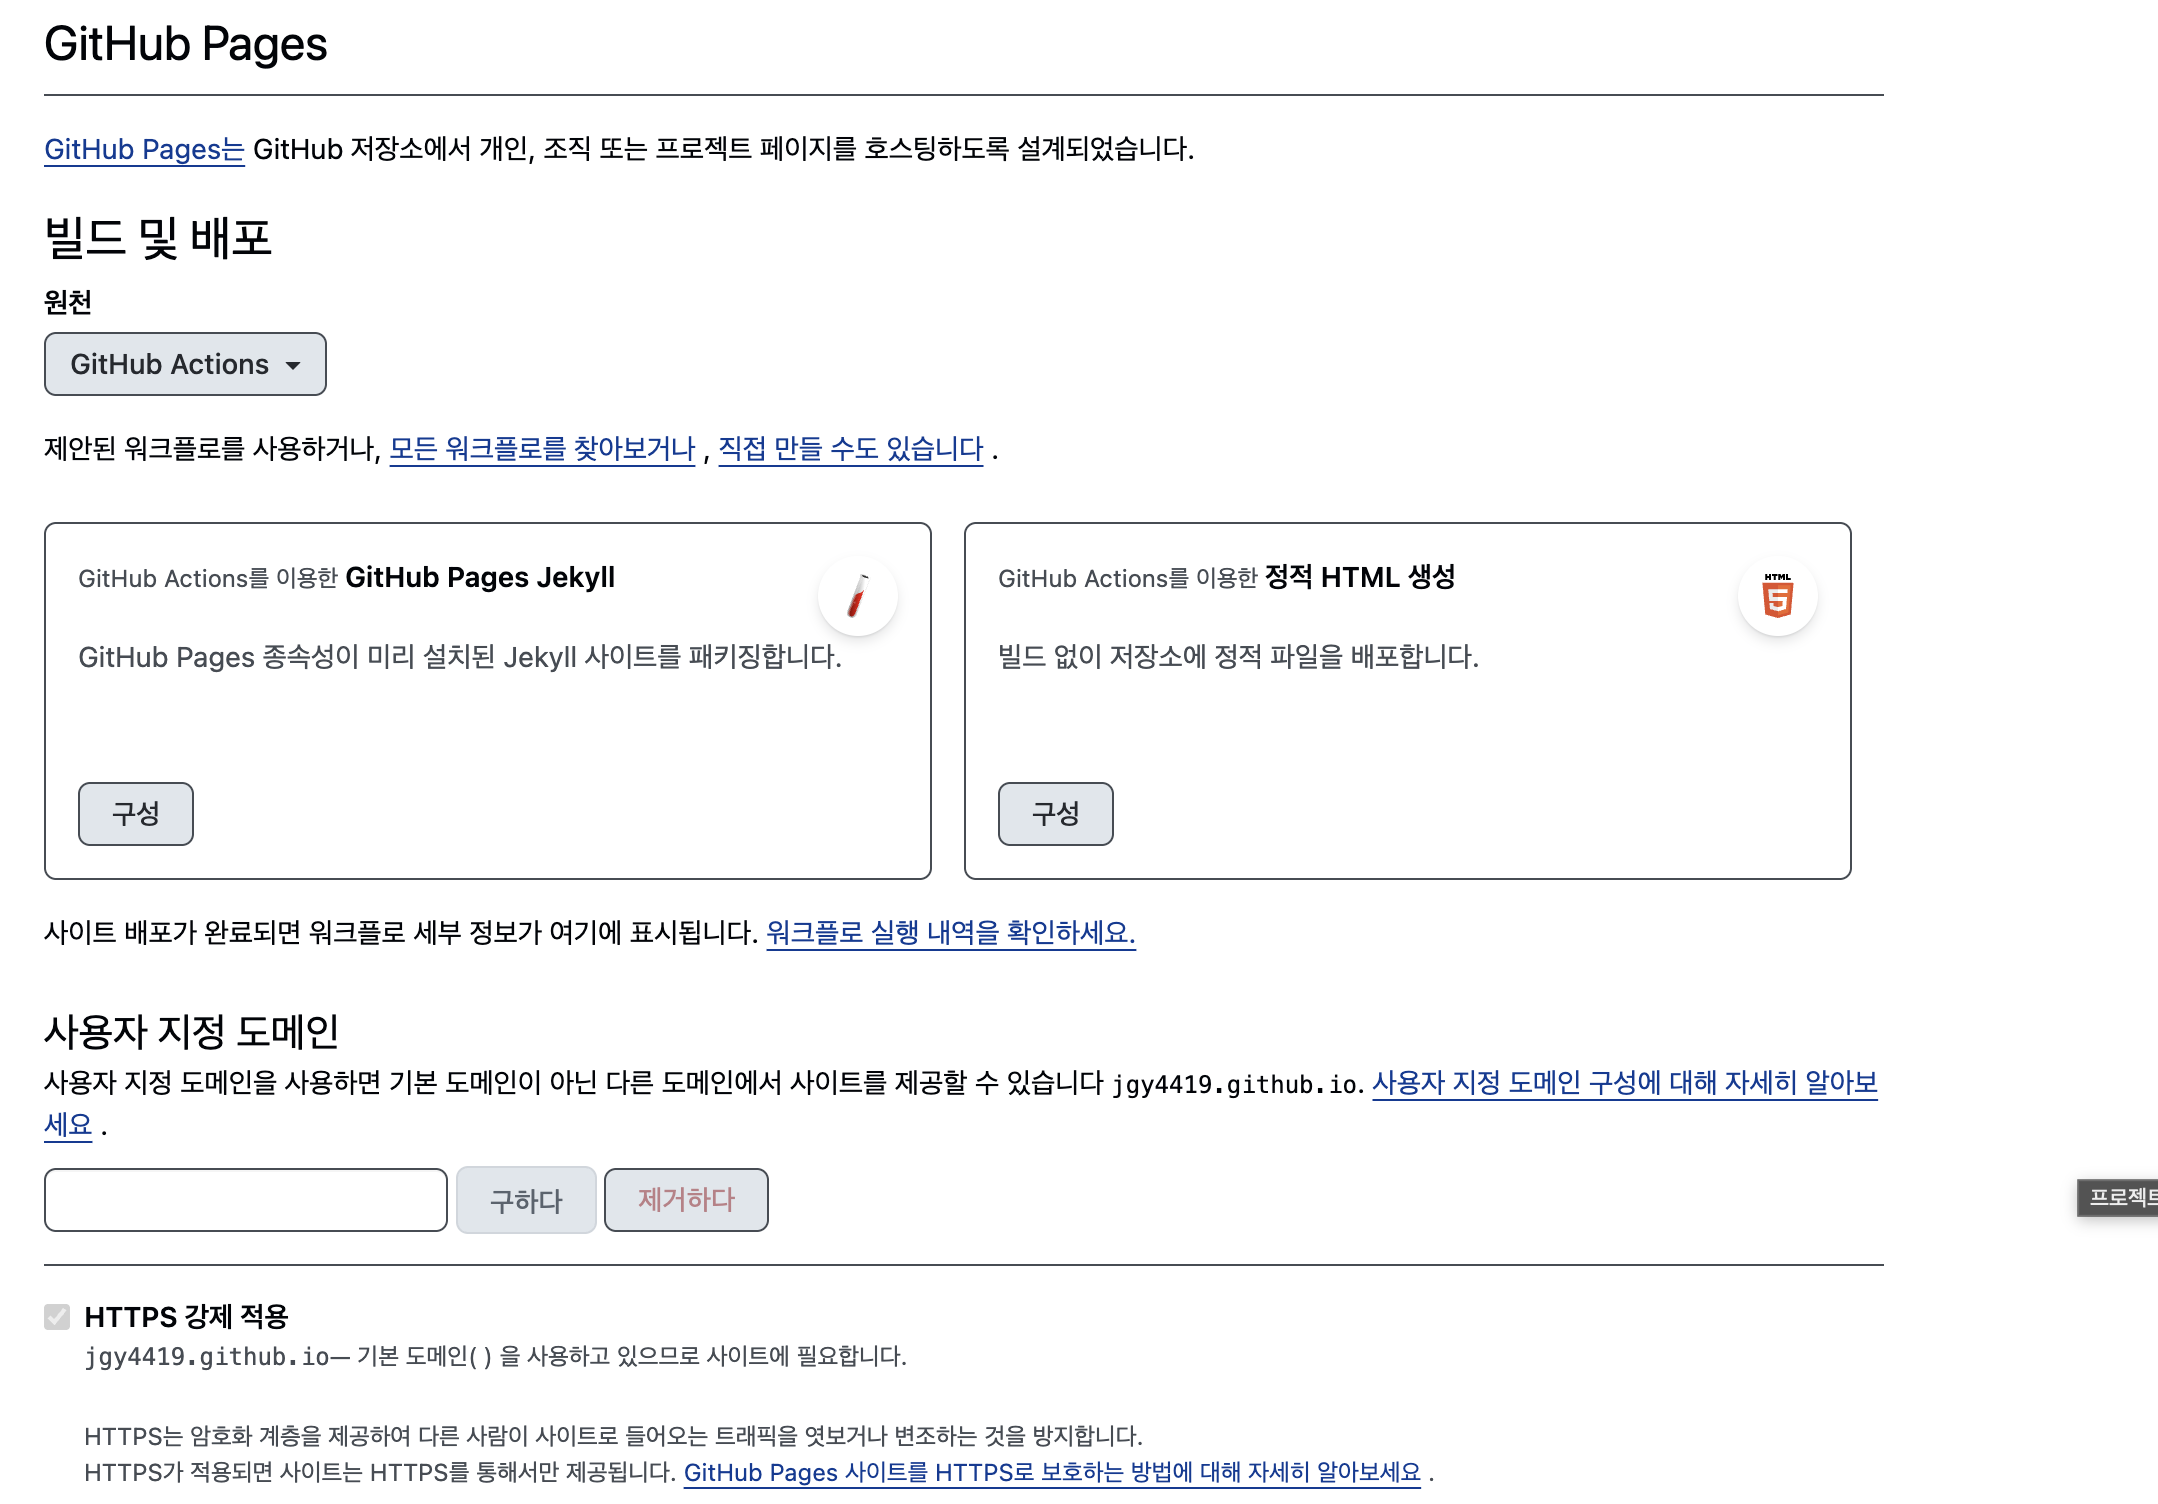 GitHub Pages
GitHub Pages는 GitHub 저장소에서 개인, 조직 또는 프로젝트 페이지를 호스팅하도록 설계되었습니다.
빌드 및 배포
원천
GitHub Actions
제안된 워크플로를 사용하거나, 모든 워크플로를 찾아보거나 , 직접 만들 수도 있습니다 .
GitHub Actions를 이용한 GitHub Pages Jekyll
GitHub Pages 종속성이 미리 설치된 Jekyll 사이트를 패키징합니다.
구성
GitHub Actions를 이용한 정적 HTML 생성
HTML
5
빌드 없이 저장소에 정적 파일을 배포합니다.
구성
사이트 배포가 완료되면 워크플로 세부 정보가 여기에 표시됩니다. 워크플로 실행 내역을 확인하세요.
사용자 지정 도메인
사용자 지정 도메인을 사용하면 기본 도메인이 아닌 다른 도메인에서 사이트를 제공할 수 있습니다 jgy4419.github.io. 사용자 지정 도메인 구성에 대해 자세히 알아보
세요 .
구하다
제거하다
프로젝트
HTTPS 강제 적용
jgy4419.github.io— 기본 도메인( ) 을 사용하고 있으므로 사이트에 필요합니다.
HTTPS는 암호화 계층을 제공하여 다른 사람이 사이트로 들어오는 트래픽을 엿보거나 변조하는 것을 방지합니다.
HTTPS가 적용되면 사이트는 HTTPS를 통해서만 제공됩니다. GitHub Pages 사이트를 HTTPS로 보호하는 방법에 대해 자세히 알아보세요 .